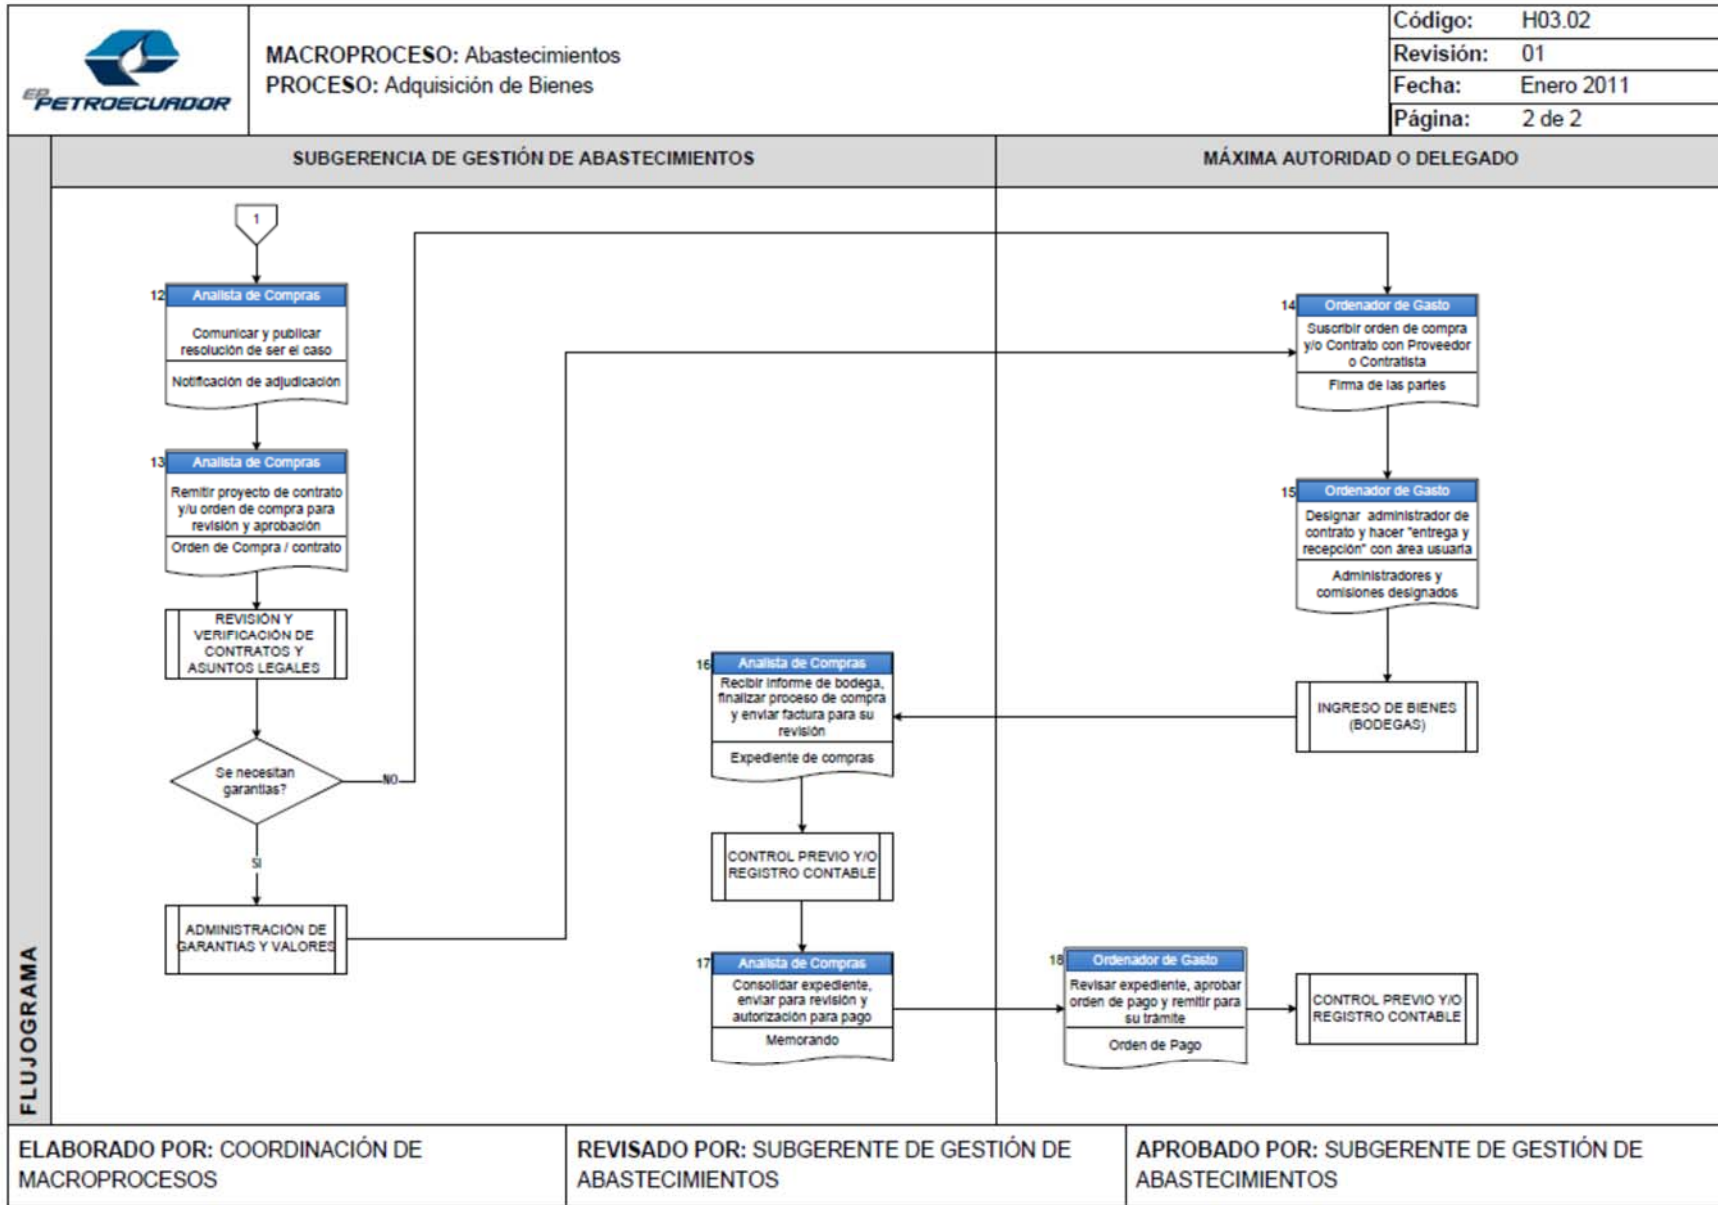 EP
PETROECUADOR
MACROPROCESO: Abastecimientos
PROCESO: Adquisición de Bienes
Código: H03.02
Revisión: 01
Fecha: Enero 2011
Página: 2 de 2
SUBGERENCIA DE GESTIÓN DE ABASTECIMIENTOS
MÁXIMA AUTORIDAD O DELEGADO
FLUJOGRAMA
1
12
Analista de Compras
Comunicar y publicar
resolución de ser el caso
Notificación de adjudicación
13
Analista de Compras
Remitir proyecto de contrato
y/u orden de compra para
revisión y aprobación
Orden de Compra / contrato
REVISIÓN Y
VERIFICACIÓN DE
CONTRATOS Y
ASUNTOS LEGALES
Se necesitan
garantías?
NO
SI
ADMINISTRACIÓN DE
GARANTIAS Y VALORES
14
Ordenador de Gasto
Suscribir orden de compra
y/o Contrato con Proveedor
o Contratista
Firma de las partes
15
Ordenador de Gasto
Designar administrador de
contrato y hacer "entrega y
recepción" con área usuaria
Administradores y
comisiones designados
INGRESO DE BIENES
(BODEGAS)
16
Analista de Compras
Recibir informe de bodega,
finalizar proceso de compra
y enviar factura para su
revisión
Expediente de compras
CONTROL PREVIO Y/O
REGISTRO CONTABLE
17
Analista de Compras
Consolidar expediente,
enviar para revisión y
autorización para pago
Memorando
18
Ordenador de Gasto
Revisar expediente, aprobar
orden de pago y remitir para
su trámite
Orden de Pago
CONTROL PREVIO Y/O
REGISTRO CONTABLE
ELABORADO POR: COORDINACIÓN DE
MACROPROCESOS
REVISADO POR: SUBGERENTE DE GESTIÓN DE
ABASTECIMIENTOS
APROBADO POR: SUBGERENTE DE GESTIÓN DE
ABASTECIMIENTOS